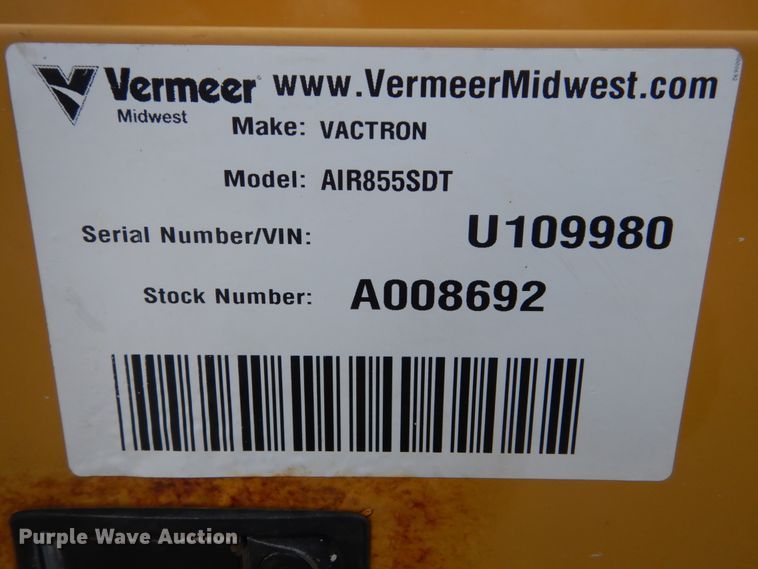 Vermeer www.VermeerMidwest.com
Midwest
Make: VACTRON
Model: AIR855SDT
Serial Number/VIN: U109980
Stock Number: A008692
Purple Wave Auction